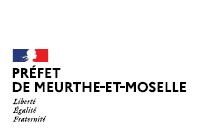 PRÉFET
DE MEURTHE-ET-MOSELLE
Liberté
Égalité
Fraternité